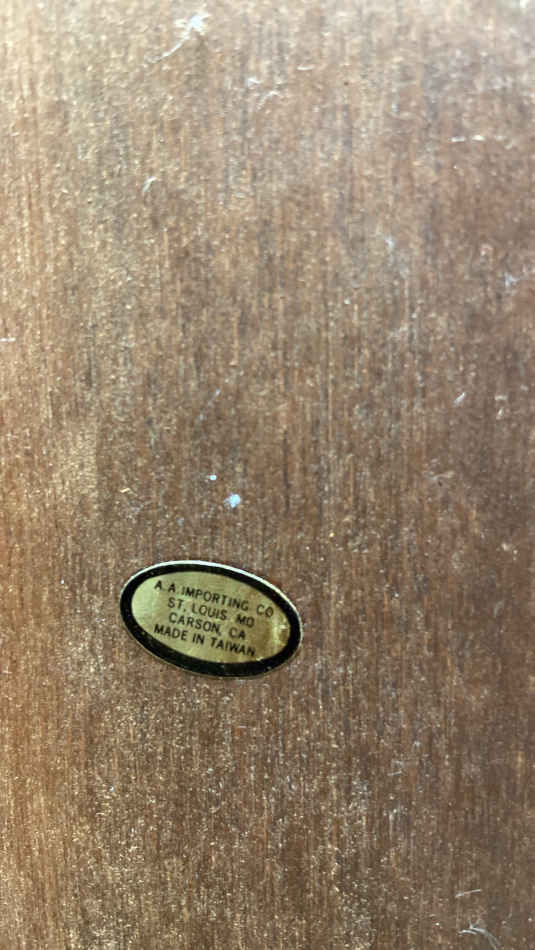 A.A. IMPORTING. CO
ST. LOUIS. MO
CARSON, CA
MADE IN TAIWAN